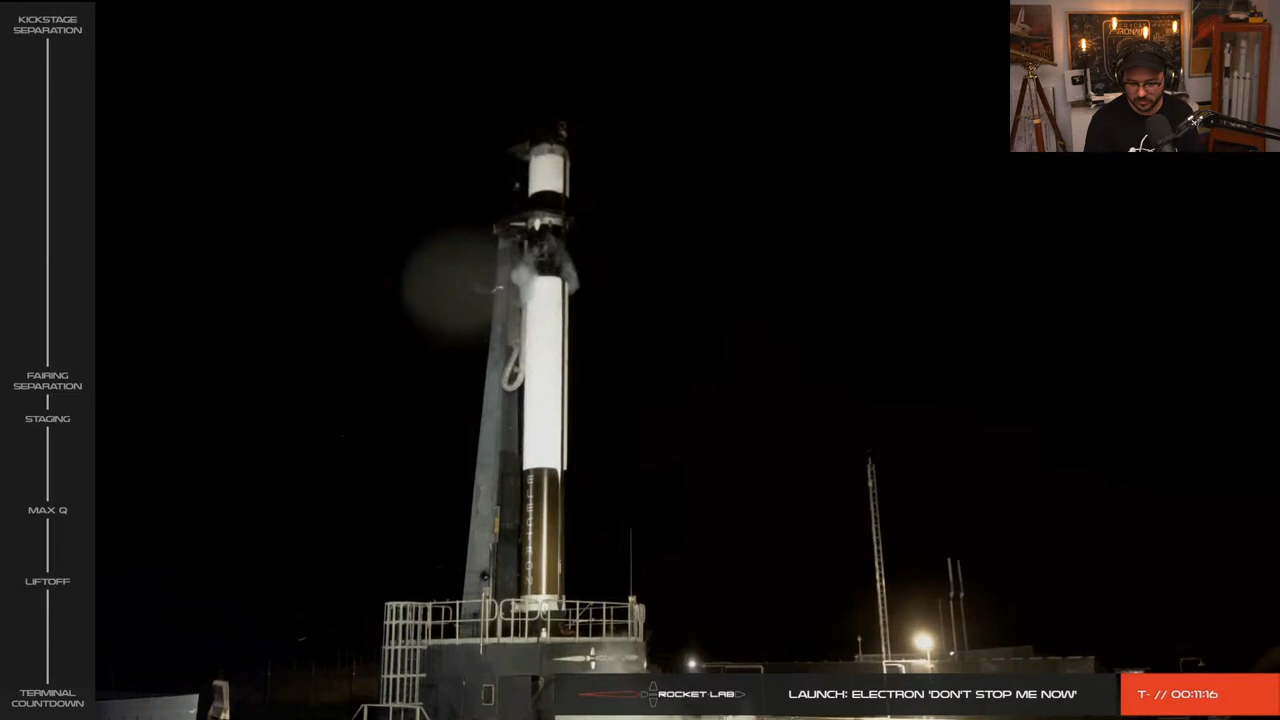 KICKSTAGE
SEPARATION
FAIRING
SEPARATION
STAGING
MAX Q
LIFTOFF
TERMINAL
COUNTDOWN
ELECTRON
ROCKET LAB
LAUNCH: ELECTRON 'DON'T STOP ME NOW'
T- // 00:11:16